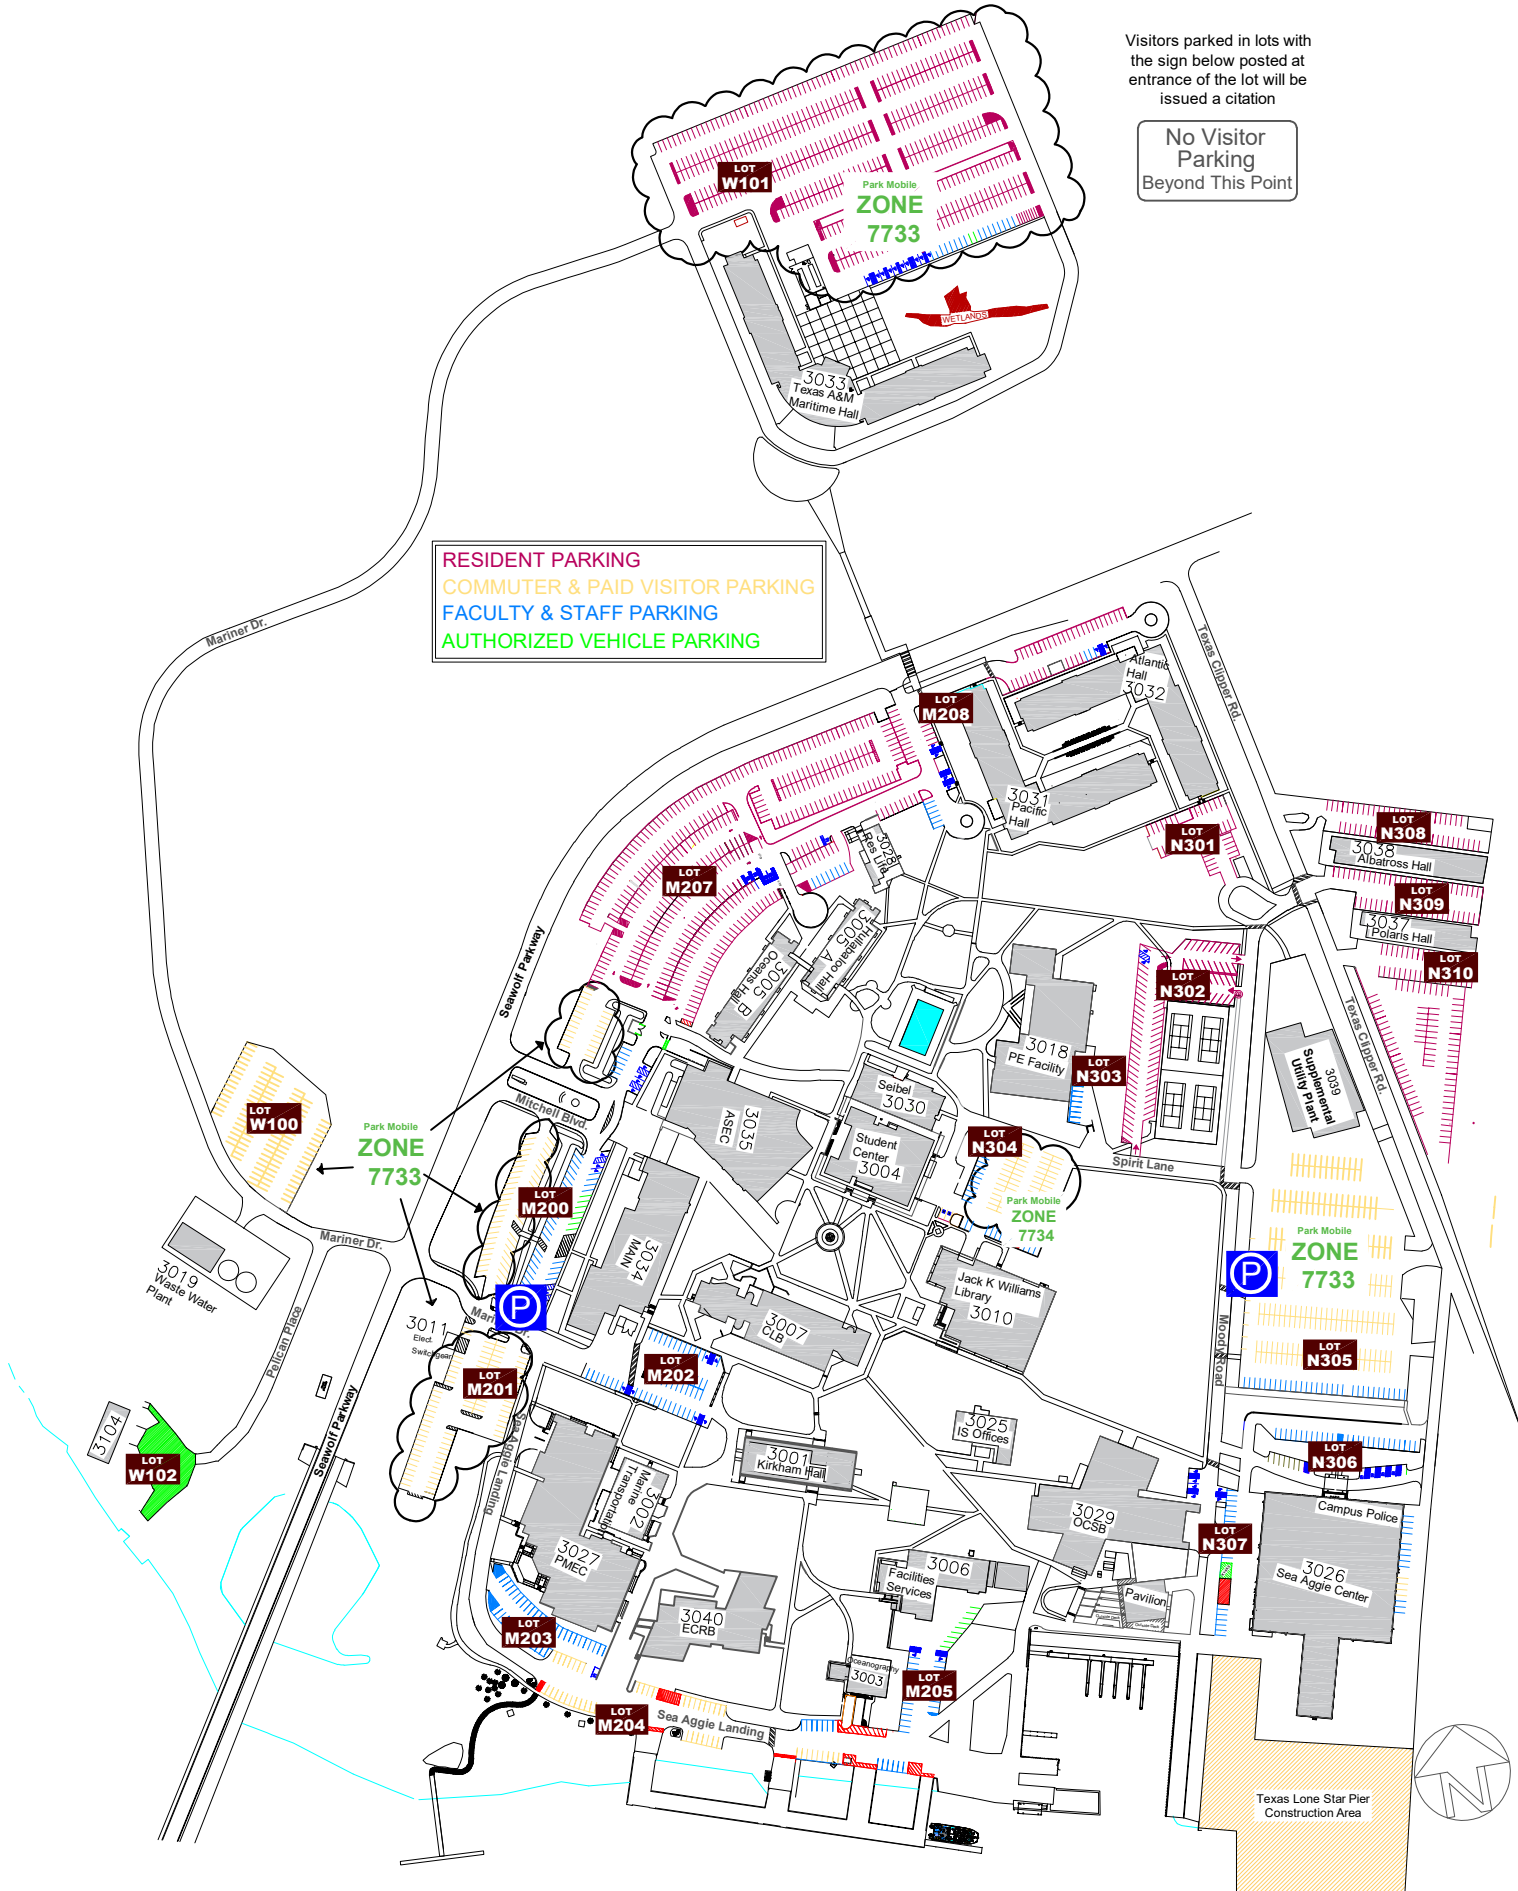 Visitors parked in lots with
the sign below posted at
entrance of the lot will be
issued a citation
No Visitor
Parking
Beyond This Point
LOT
W101
Park Mobile
ZONE
7733
WETLANDS
3033
Texas A&M
Maritime Hall
RESIDENT PARKING
COMMUTER & PAID VISITOR PARKING
FACULTY & STAFF PARKING
AUTHORIZED VEHICLE PARKING
Mariner Dr.
Texas Clipper Rd.
Atlantic
Hall
3032
LOT
M208
3031
Pacific
Hall
LOT
N301
LOT
N308
3038
Albatross Hall
LOT
N309
3037
Polaris Hall
LOT
N310
3028
Res Life
LOT
M207
3005 A
Hullabaloo Hall
3005 B
Oceans Hall
Seawolf Parkway
LOT
N302
3018
PE Facility
LOT
N303
Texas Clipper Rd.
3039
Supplemental
Utility Plant
Seibel
3030
Mitchell Blvd.
3035
ASEC
LOT
W100
Park Mobile
ZONE
7733
Student
Center
3004
LOT
N304
Park Mobile
ZONE
7734
Spirit Lane
LOT
M200
3034
MAIN
Park Mobile
ZONE
7733
P
Mariner Dr.
3019
Waste Water
Plant
Pelican Place
Jack K Williams
Library
3010
P
3011
Elect.
Switchgear
3007
CLB
Moody Road
LOT
N305
LOT
M201
LOT
M202
Sea Aggie Landing
Seawolf Parkway
3104
LOT
W102
3025
IS Offices
3001
Kirkham Hall
LOT
N306
3002
Marine
Transportation
3029
OCSB
Campus Police
LOT
N307
3027
PMEC
3006
Facilities
Services
3026
Sea Aggie Center
Pavilion
3040
ECRB
LOT
M203
Oceanography
3003
LOT
M205
LOT
M204
Sea Aggie Landing
Texas Lone Star Pier
Construction Area
N